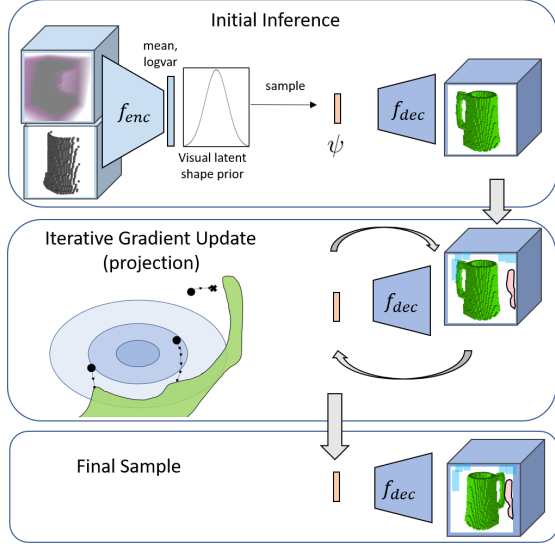 Initial Inference
mean,
logvar
f_enc
sample
Visual latent
shape prior
ψ
f_dec
Iterative Gradient Update
(projection)
f_dec
Final Sample
f_dec